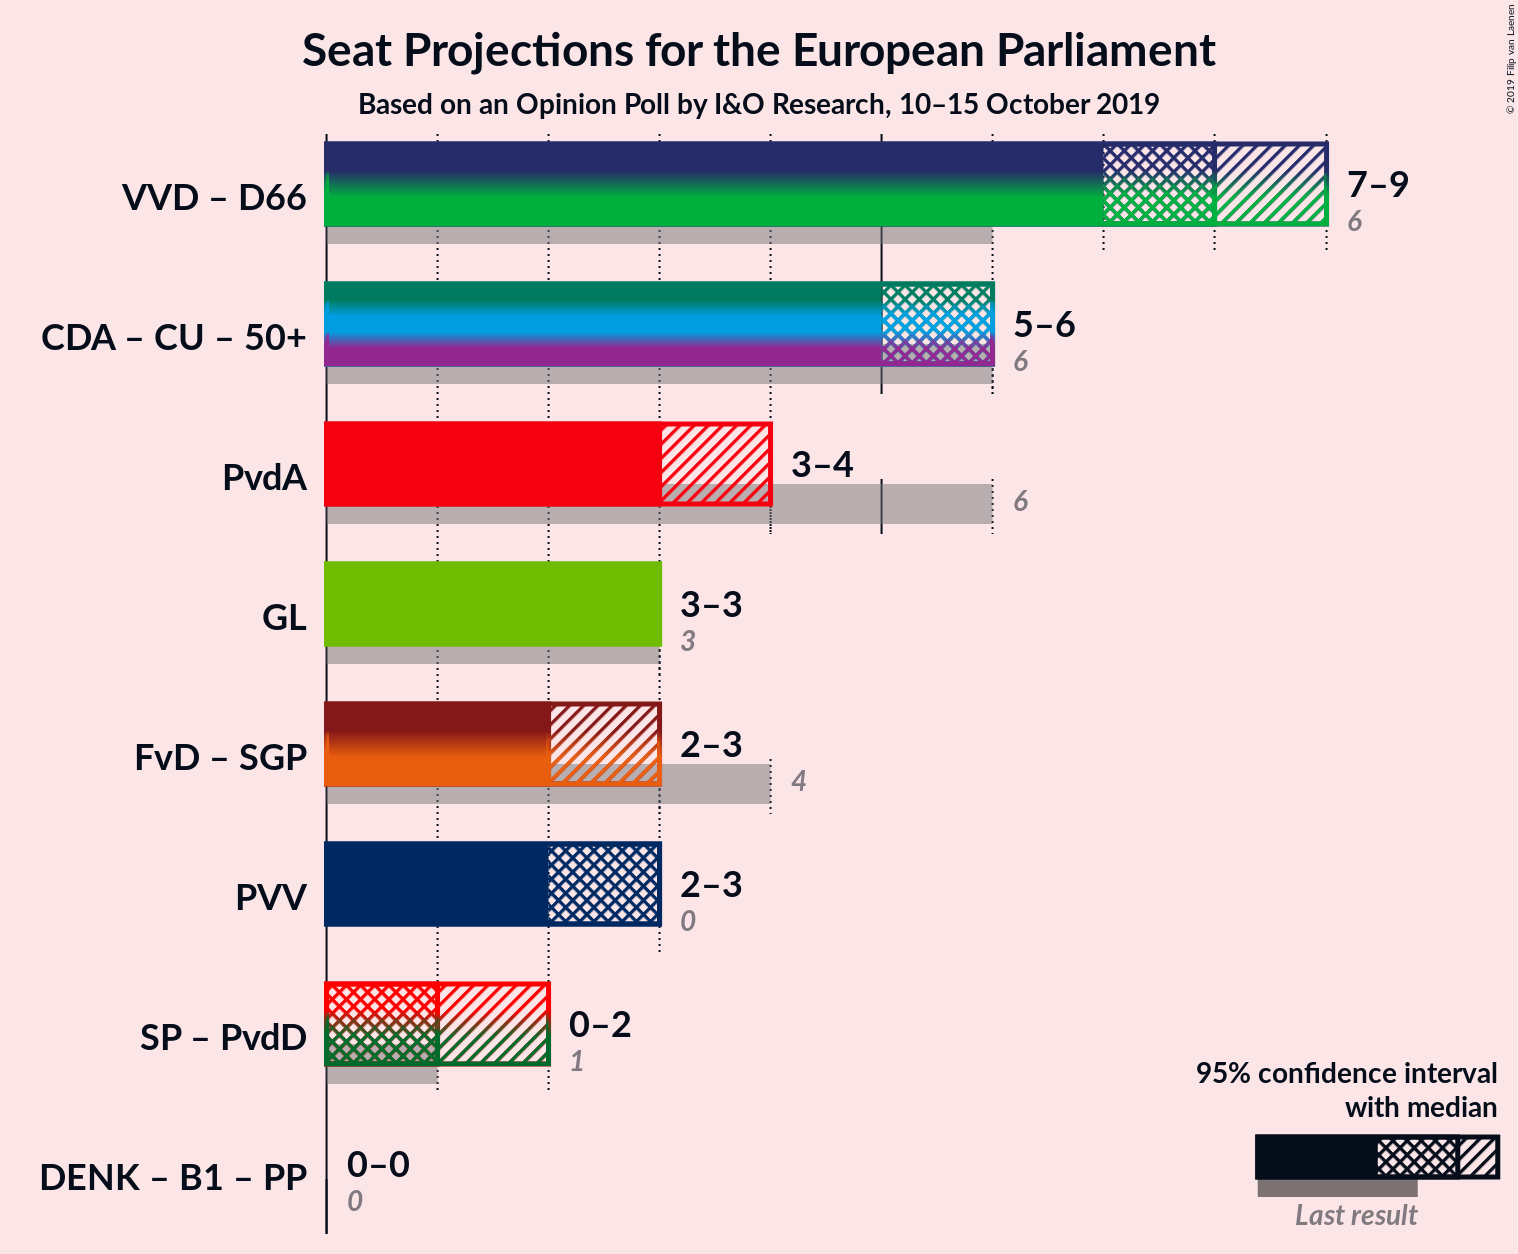 Seat Projections for the European Parliament
Based on an Opinion Poll by I&O Research, 10–15 October 2019
© 2019 Filip van Laenen
VVD – D66
7–9
6
CDA – CU – 50+
5–6
6
PvdA
3–4
6
GL
3–3
3
FvD – SGP
2–3
4
PVV
2–3
0
SP – PvdD
0–2
1
DENK – B1 – PP
0–0
0
95% confidence interval
with median
Last result